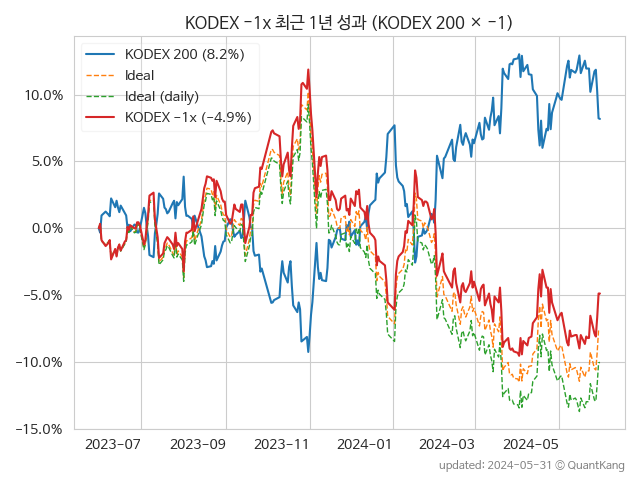 KODEX −1x 최근 1년 성과 (KODEX 200 × −1)
KODEX 200 (8.2%)
Ideal
Ideal (daily)
KODEX −1x (−4.9%)
10.0%
5.0%
0.0%
−5.0%
−10.0%
−15.0%
2023−07 2023−09 2023−11 2024−01 2024−03 2024−05
updated: 2024−05−31 ⓒ QuantKang